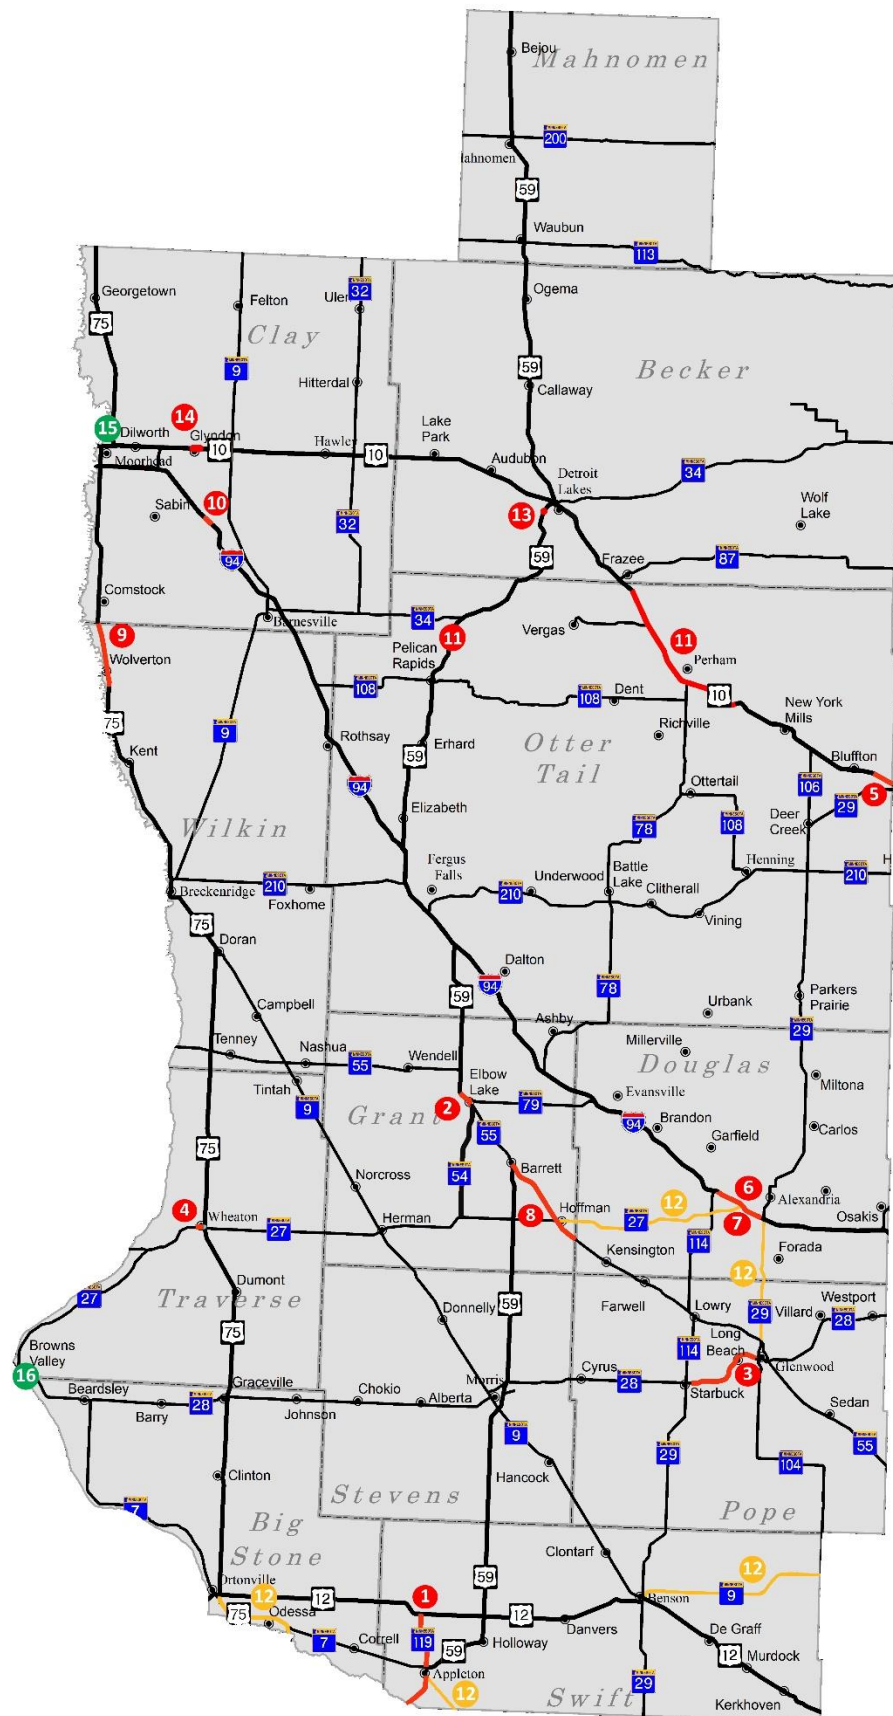 Bejou
Mahnomen
200
ahnomen
59
Waubun
113
Georgetown
Felton
Ulen
32
Ogema
75
Clay
9
59
Becker
Hitterdal
Callaway
14
15
Dilworth
Glyndon
10
Hawley
10
Lake
Park
Moorhead
Audubon
Detroit
Lakes
34
10
Sabin
32
13
Wolf
Lake
94
59
Frazee
87
Comstock
9
Barnesville
34
11
Vergas
11
Wolverton
Pelican
Rapids
Perham
108
108
Dent
10
75
New York
Mills
9
Rothsay
59
Erhard
Otter
Tail
Richville
Kent
Bluffton
94
106
5
Ottertail
29
Elizabeth
78
108
Deer
Creek
Wilkin
Fergus
Falls
Battle
Lake
Henning
210
210
H
Breckenridge
Foxhome
210
Underwood
Clitherall
Vining
75
Doran
Dalton
94
59
78
Parkers
Prairie
Campbell
Urbank
Ashby
29
Tenney
Nashua
55
Wendell
Millerville
Douglas
Tintah
9
Elbow
Lake
2
79
Evansville
Miltona
Grant
55
94
Brandon
Carlos
75
Garfield
Barrett
54
6
Norcross
Alexandria
4
Wheaton
27
Herman
8
Hoffman
27
12
7
Osakis
114
Kensington
Forada
12
27
Traverse
Dumont
Farwell
Lowry
29
Villard
Westport
28
Donnelly
59
75
Browns
Valley
114
Long
Beach
Glenwood
16
Morris
Cyrus
3
Beardsley
Graceville
Chokio
28
Starbuck
Barry
28
Johnson
Alberta
Sedan
9
29
55
Hancock
104
Clinton
Stevens
Pope
7
Big
Stone
Clontarf
12
59
Ortonville
12
12
1
Benson
9
75
Odessa
12
Danvers
119
De Graff
7
Correll
59
Holloway
12
Murdock
Appleton
29
12
Swift
Kerkhoven